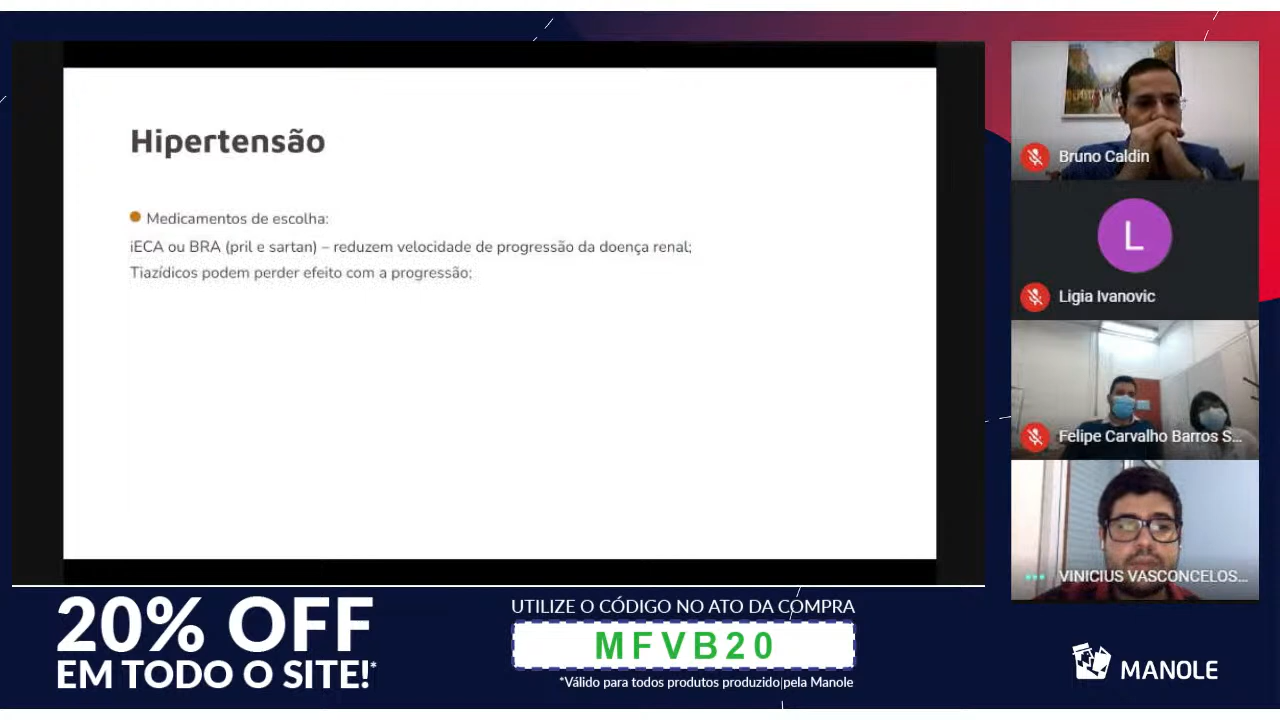 Hipertensão
Medicamentos de escolha:
iECA ou BRA (pril e sartan) – reduzem velocidade de progressão da doença renal;
Tiazídicos podem perder efeito com a progressão;
Bruno Caldin
L
Ligia Ivanovic
Felipe Carvalho Barros S...
VINICIUS VASCONCELOS...
20% OFF
EM TODO O SITE!*
UTILIZE O CÓDIGO NO ATO DA COMPRA
MFVB20
*Válido para todos produtos produzido pela Manole
MANOLE